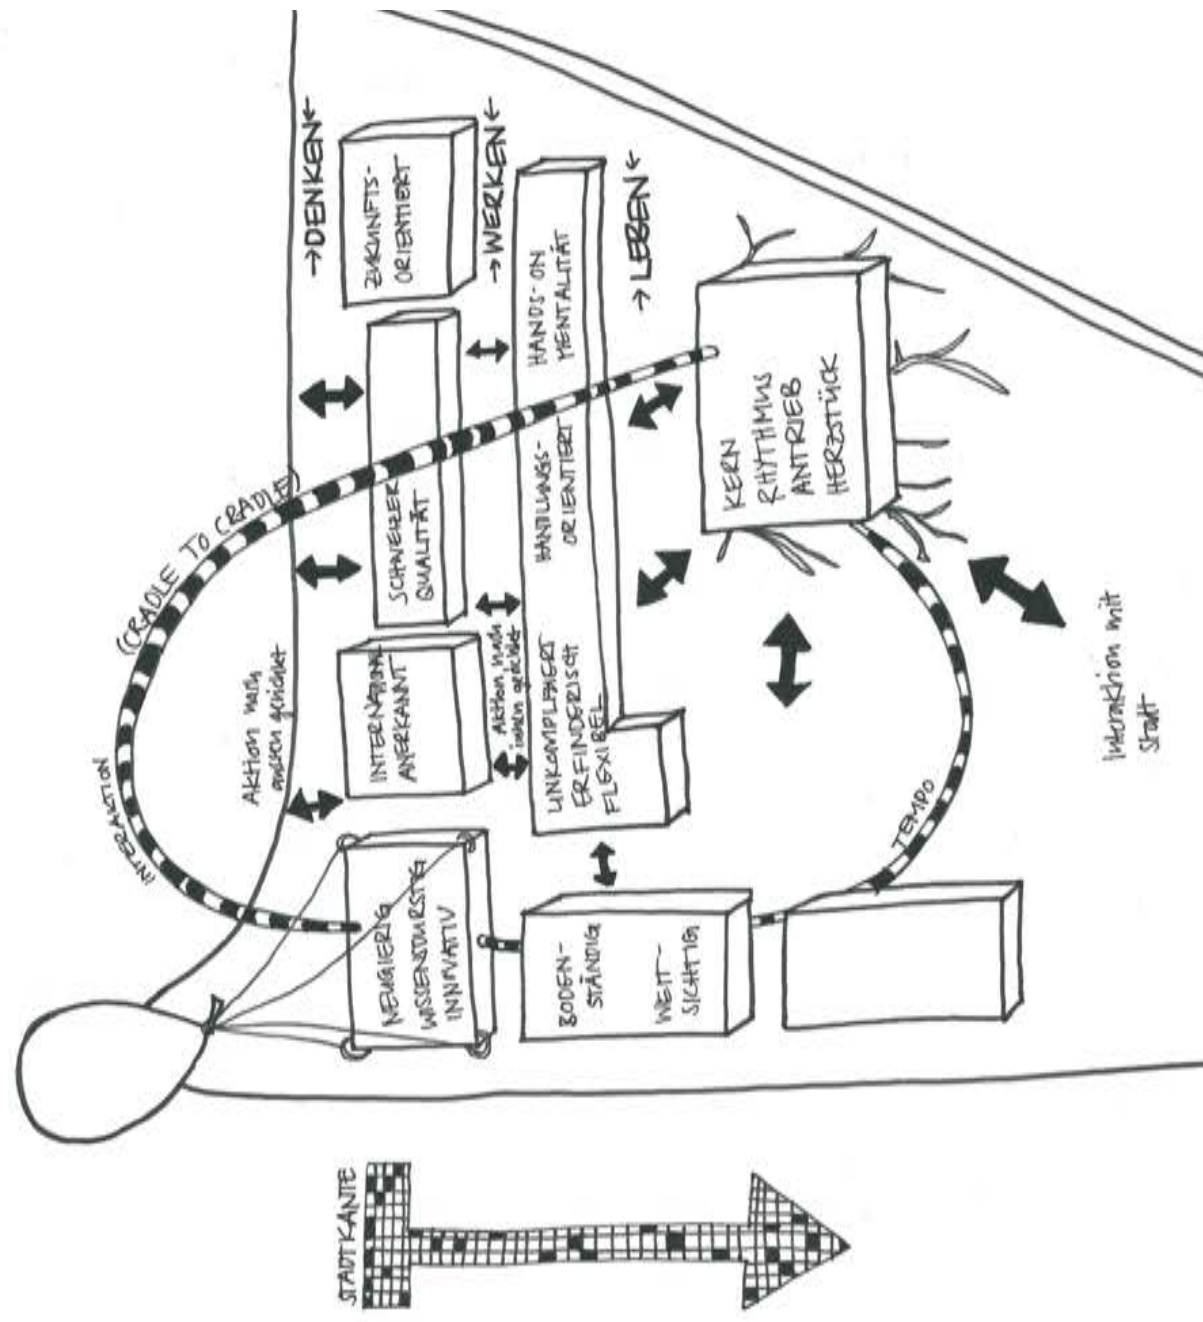 STADTKANTE
INTERAKTION
(CRADLE TO CRADLE)
Aktion nach
aussen gerichtet
→DENKEN←
NEUGIERIG
WISSENSDURSTIG
INNOVATIV
INTERNATIONAL
ANERKANNT
SCHWEIZER
QUALITÄT
ZUKUNFTS-
ORIENTIERT
Aktion nach
innen gerichtet
→WERKEN←
BODEN-
STÄNDIG
WEIT-
SICHTIG
UNKOMPLIZIERT
ERFINDERISCH
FLEXIBEL
HANDLUNGS-
ORIENTIERT
HANDS-ON
MENTALITÄT
→LEBEN←
KERN
RHYTHMUS
ANTRIEB
HERZSTÜCK
TEMPO
Interaktion mit
Stadt